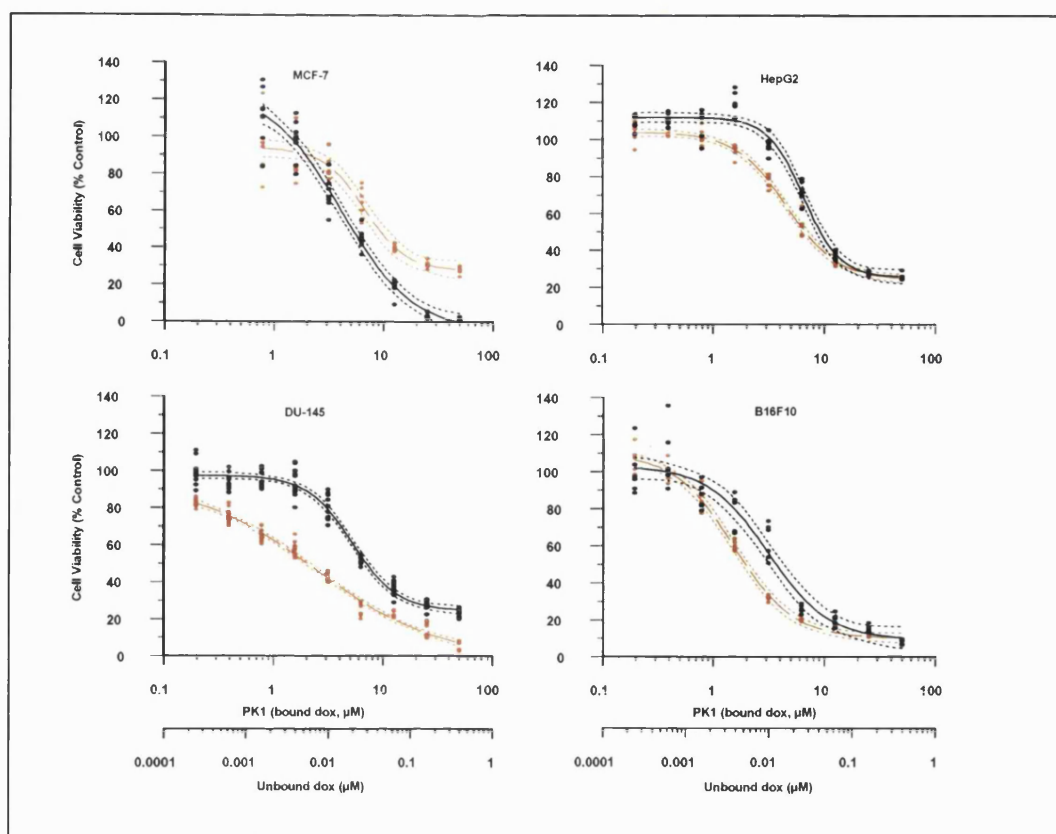 MCF-7
140
120
100
80
60
40
20
0
Cell Viability (% Control)
0.1 1 10 100
HepG2
140
120
100
80
60
40
20
0
0.1 1 10 100
DU-145
140
120
100
80
60
40
20
0
Cell Viability (% Control)
0.1 1 10 100
PK1 (bound dox, µM)
0.0001 0.001 0.01 0.1 1
Unbound dox (µM)
B16F10
140
120
100
80
60
40
20
0
0.1 1 10 100
PK1 (bound dox, µM)
0.0001 0.001 0.01 0.1 1
Unbound dox (µM)